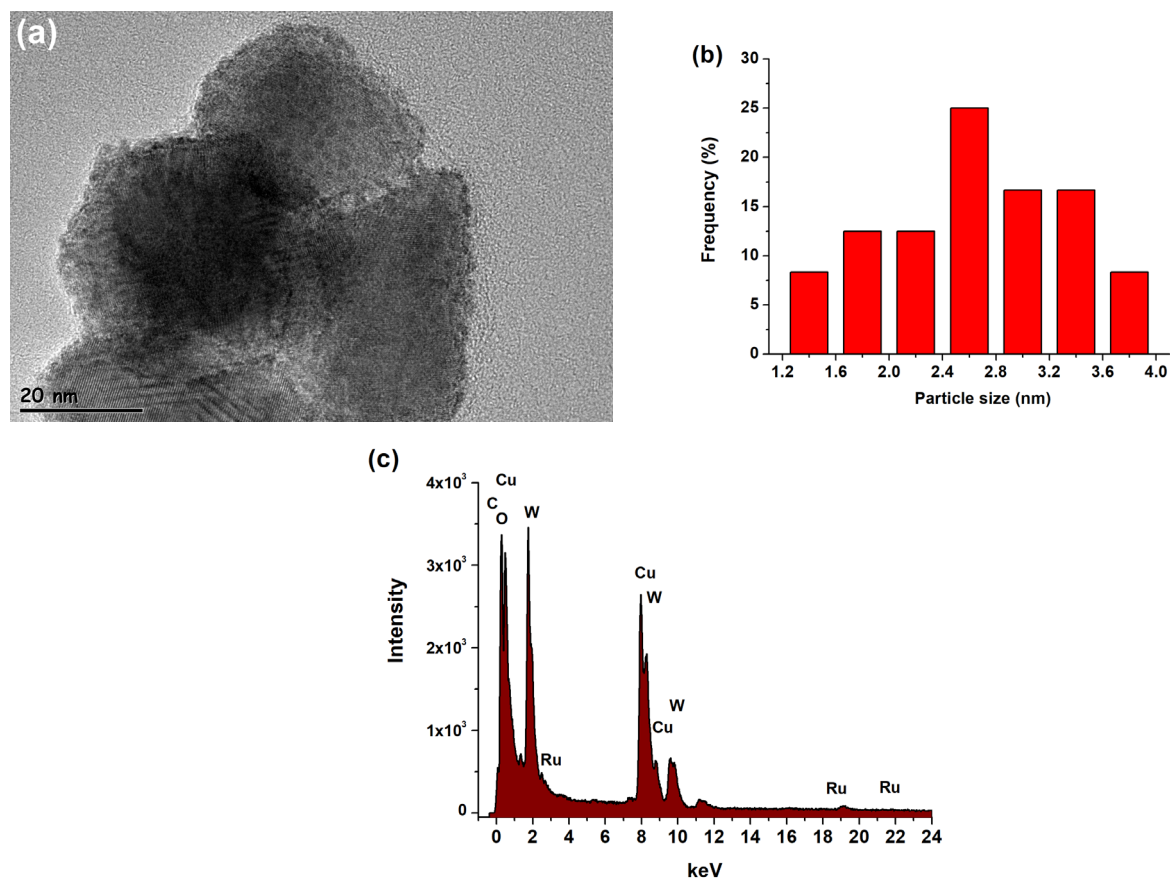 (a)
20 nm
(b)
30
25
20
15
10
5
0
Frequency (%)
1.2 1.6 2.0 2.4 2.8 3.2 3.6 4.0
Particle size (nm)
(c)
4x10³
3x10³
2x10³
1x10³
0
Intensity
Cu
C
O
W
Ru
Cu
W
Cu
W
Ru
Ru
0 2 4 6 8 10 12 14 16 18 20 22 24
keV